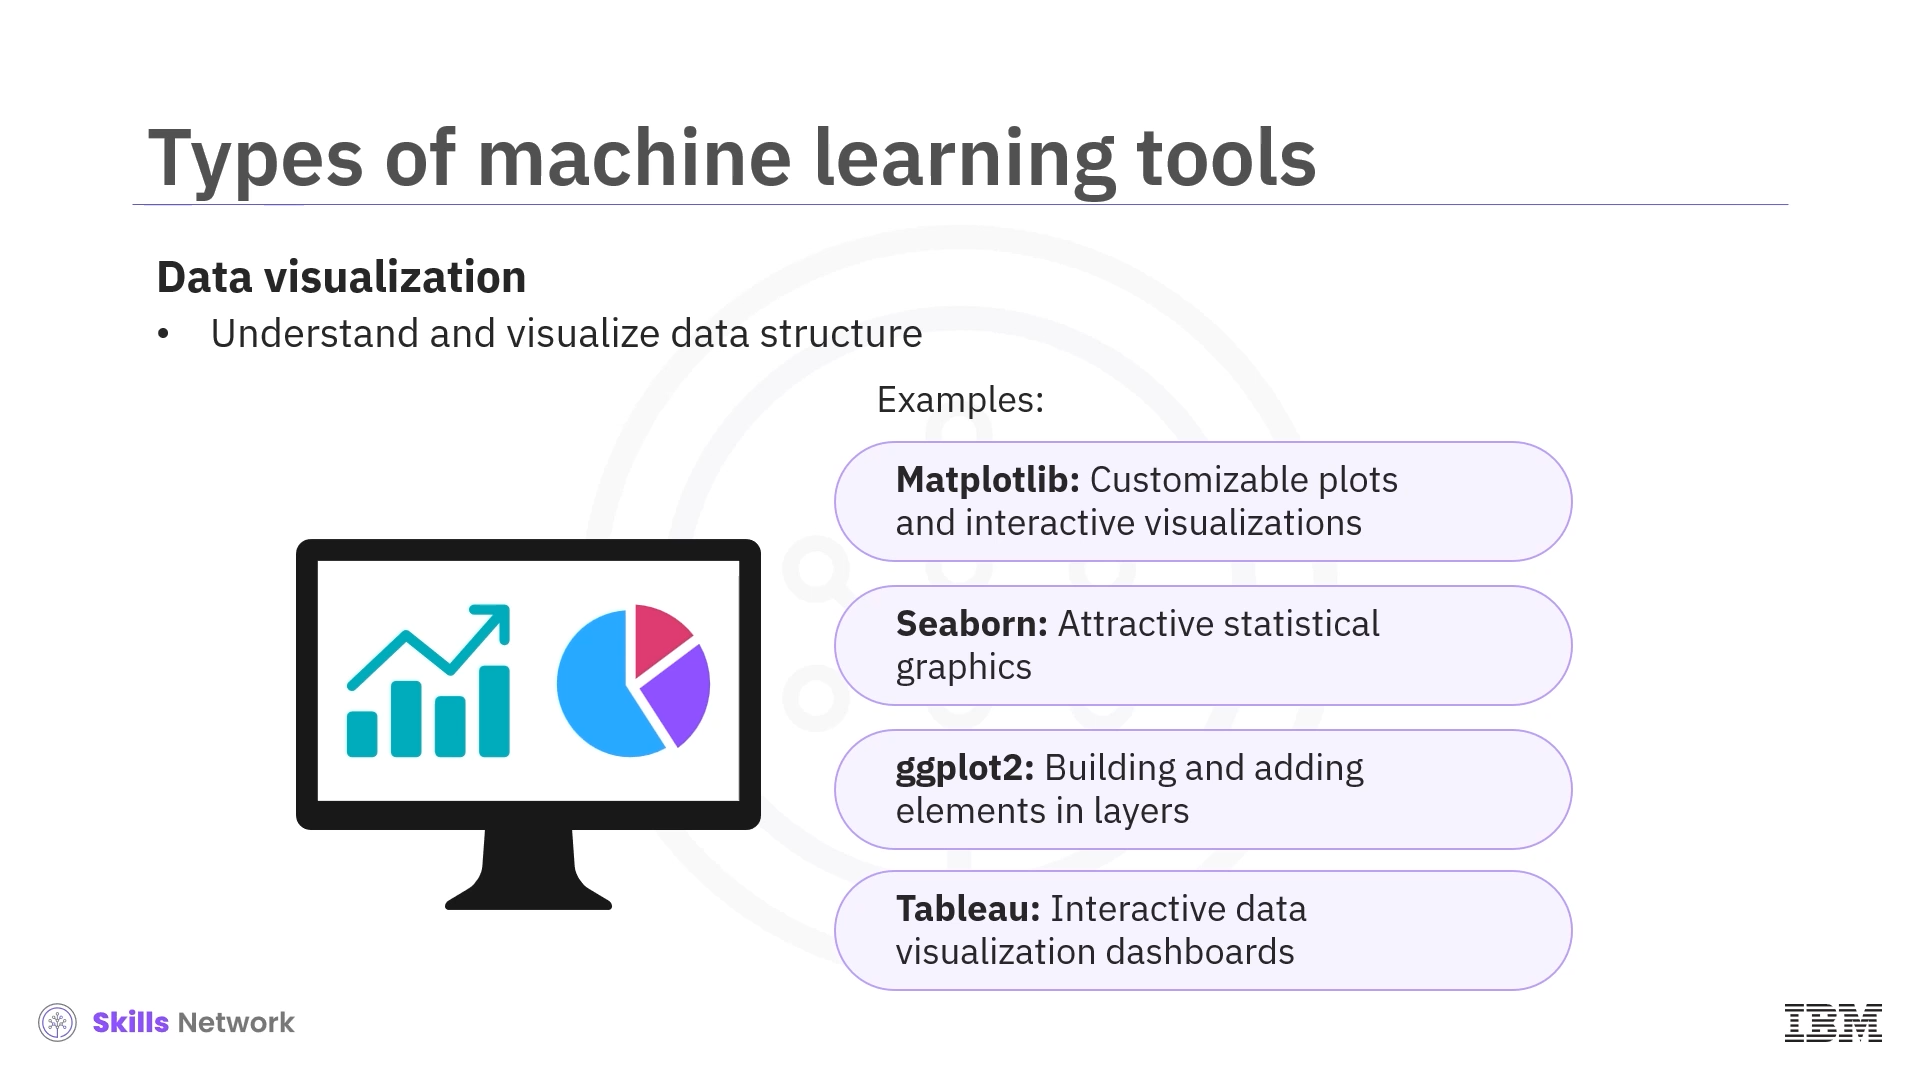 Types of machine learning tools
Data visualization
• Understand and visualize data structure
Examples:
Matplotlib: Customizable plots
and interactive visualizations
Seaborn: Attractive statistical
graphics
ggplot2: Building and adding
elements in layers
Tableau: Interactive data
visualization dashboards
Skills Network
IBM